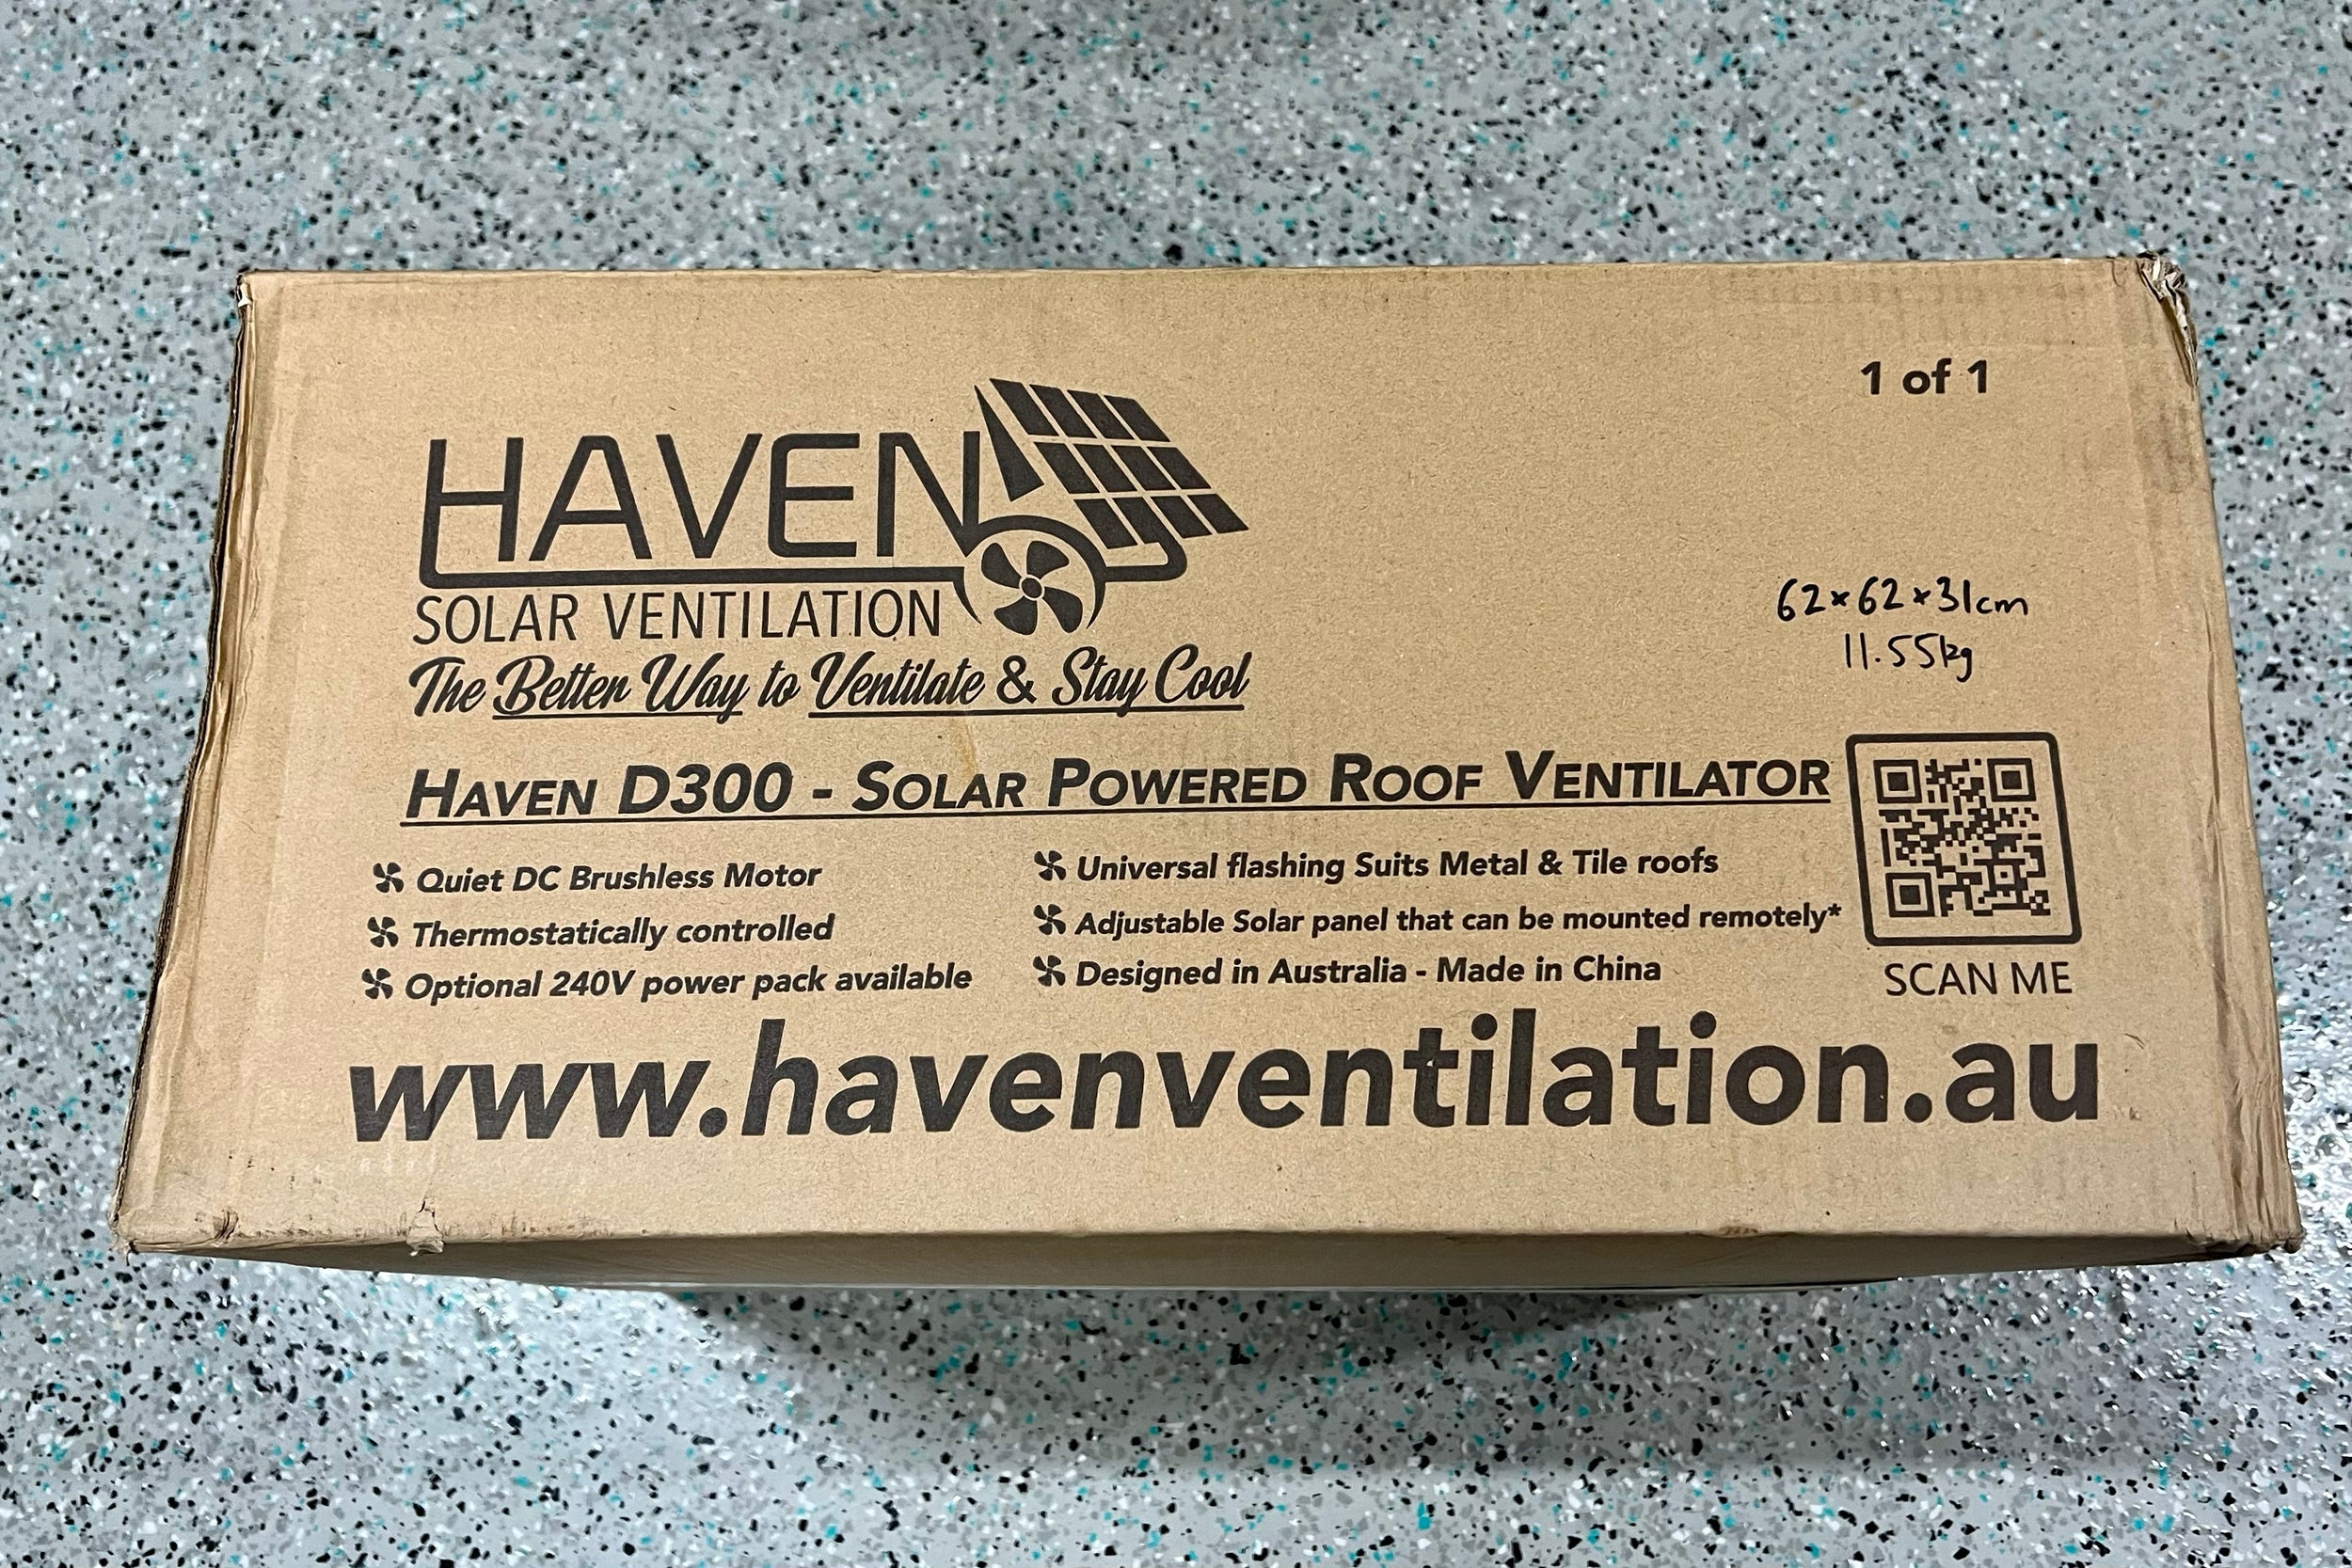 1 of 1
HAVEN
SOLAR VENTILATION
The Better Way to Ventilate & Stay Cool
62×62×31cm
11.55kg
HAVEN D300 - SOLAR POWERED ROOF VENTILATOR
Quiet DC Brushless Motor
Thermostatically controlled
Optional 240V power pack available
Universal flashing Suits Metal & Tile roofs
Adjustable Solar panel that can be mounted remotely*
Designed in Australia - Made in China
SCAN ME
www.havenventilation.au